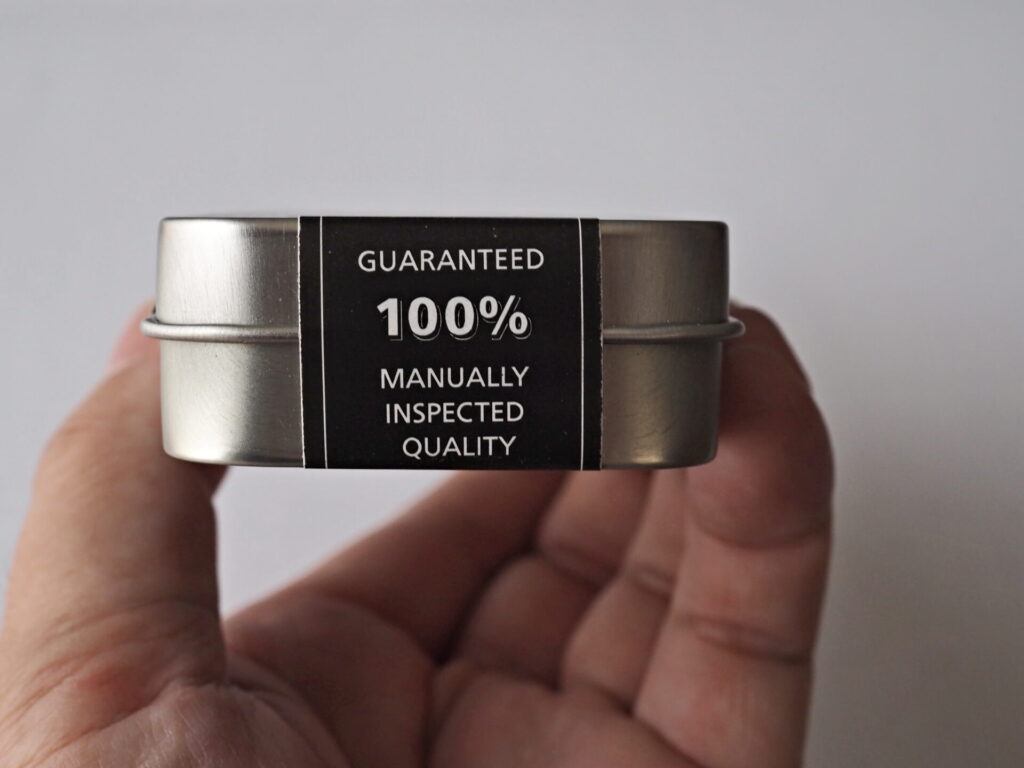 GUARANTEED
100%
MANUALLY
INSPECTED
QUALITY